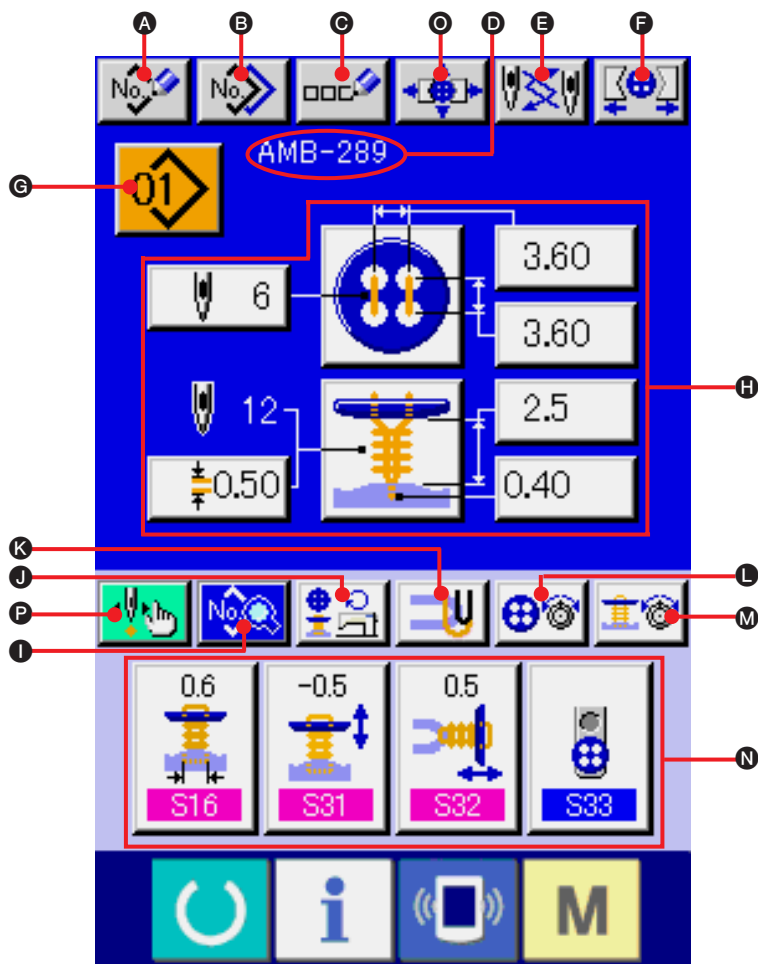 A B C O D E F
No. No.
AMB-289
G 01
3.60
6
3.60
H
12 2.5
0.50 0.40
K
J L
P No. M
I
0.6 -0.5 0.5
N
S16 S31 S32 S33
i M